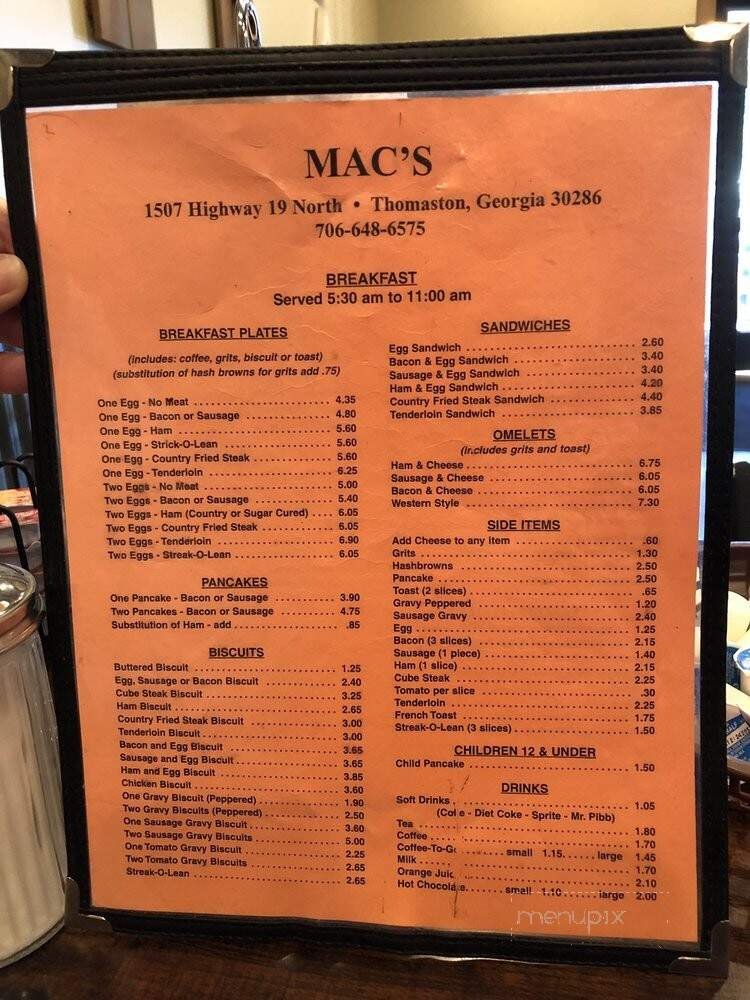 MAC'S
1507 Highway 19 North • Thomaston, Georgia 30286
706-648-6575
BREAKFAST
Served 5:30 am to 11:00 am
BREAKFAST PLATES
(includes: coffee, grits, biscuit or toast)
(substitution of hash browns for grits add .75)
One Egg - No Meat 4.35
One Egg - Bacon or Sausage 4.80
One Egg - Ham 5.60
One Egg - Strick-O-Lean 5.60
One Egg - Country Fried Steak 5.60
One Egg - Tenderloin 6.25
Two Eggs - No Meat 5.00
Two Eggs - Bacon or Sausage 5.40
Two Eggs - Ham (Country or Sugar Cured) 6.05
Two Eggs - Country Fried Steak 6.05
Two Eggs - Tenderloin 6.90
Two Eggs - Streak-O-Lean 6.05
PANCAKES
One Pancake - Bacon or Sausage 3.90
Two Pancakes - Bacon or Sausage 4.75
Substitution of Ham - add .85
BISCUITS
Buttered Biscuit 1.25
Egg, Sausage or Bacon Biscuit 2.40
Cube Steak Biscuit 3.25
Ham Biscuit 2.65
Country Fried Steak Biscuit 3.00
Tenderloin Biscuit 3.00
Bacon and Egg Biscuit 3.65
Sausage and Egg Biscuit 3.65
Ham and Egg Biscuit 3.85
Chicken Biscuit 3.60
One Gravy Biscuit (Peppered) 1.90
Two Gravy Biscuits (Peppered) 2.50
One Sausage Gravy Biscuit 3.60
Two Sausage Gravy Biscuits 5.00
One Tomato Gravy Biscuit 2.25
Two Tomato Gravy Biscuits 2.65
Streak-O-Lean 2.65
SANDWICHES
Egg Sandwich 2.60
Bacon & Egg Sandwich 3.40
Sausage & Egg Sandwich 3.40
Ham & Egg Sandwich 4.20
Country Fried Steak Sandwich 4.40
Tenderloin Sandwich 3.85
OMELETS
(includes grits and toast)
Ham & Cheese 6.75
Sausage & Cheese 6.05
Bacon & Cheese 6.05
Western Style 7.30
SIDE ITEMS
Add Cheese to any item .60
Grits 1.30
Hashbrowns 2.50
Pancake 2.50
Toast (2 slices) .65
Gravy Peppered 1.20
Sausage Gravy 2.40
Egg 1.25
Bacon (3 slices) 2.15
Sausage (1 piece) 1.40
Ham (1 slice) 2.15
Cube Steak 2.25
Tomato per slice .30
Tenderloin 2.25
French Toast 1.75
Streak-O-Lean (3 slices) 1.50
CHILDREN 12 & UNDER
Child Pancake 1.50
DRINKS
Soft Drinks 1.05
(Coke - Diet Coke - Sprite - Mr. Pibb)
Tea 1.80
Coffee 1.70
Coffee-To-Go small 1.15 large 1.45
Milk 1.70
Orange Juic 2.10
Hot Chocolate small 1.10 large 2.00
menupix